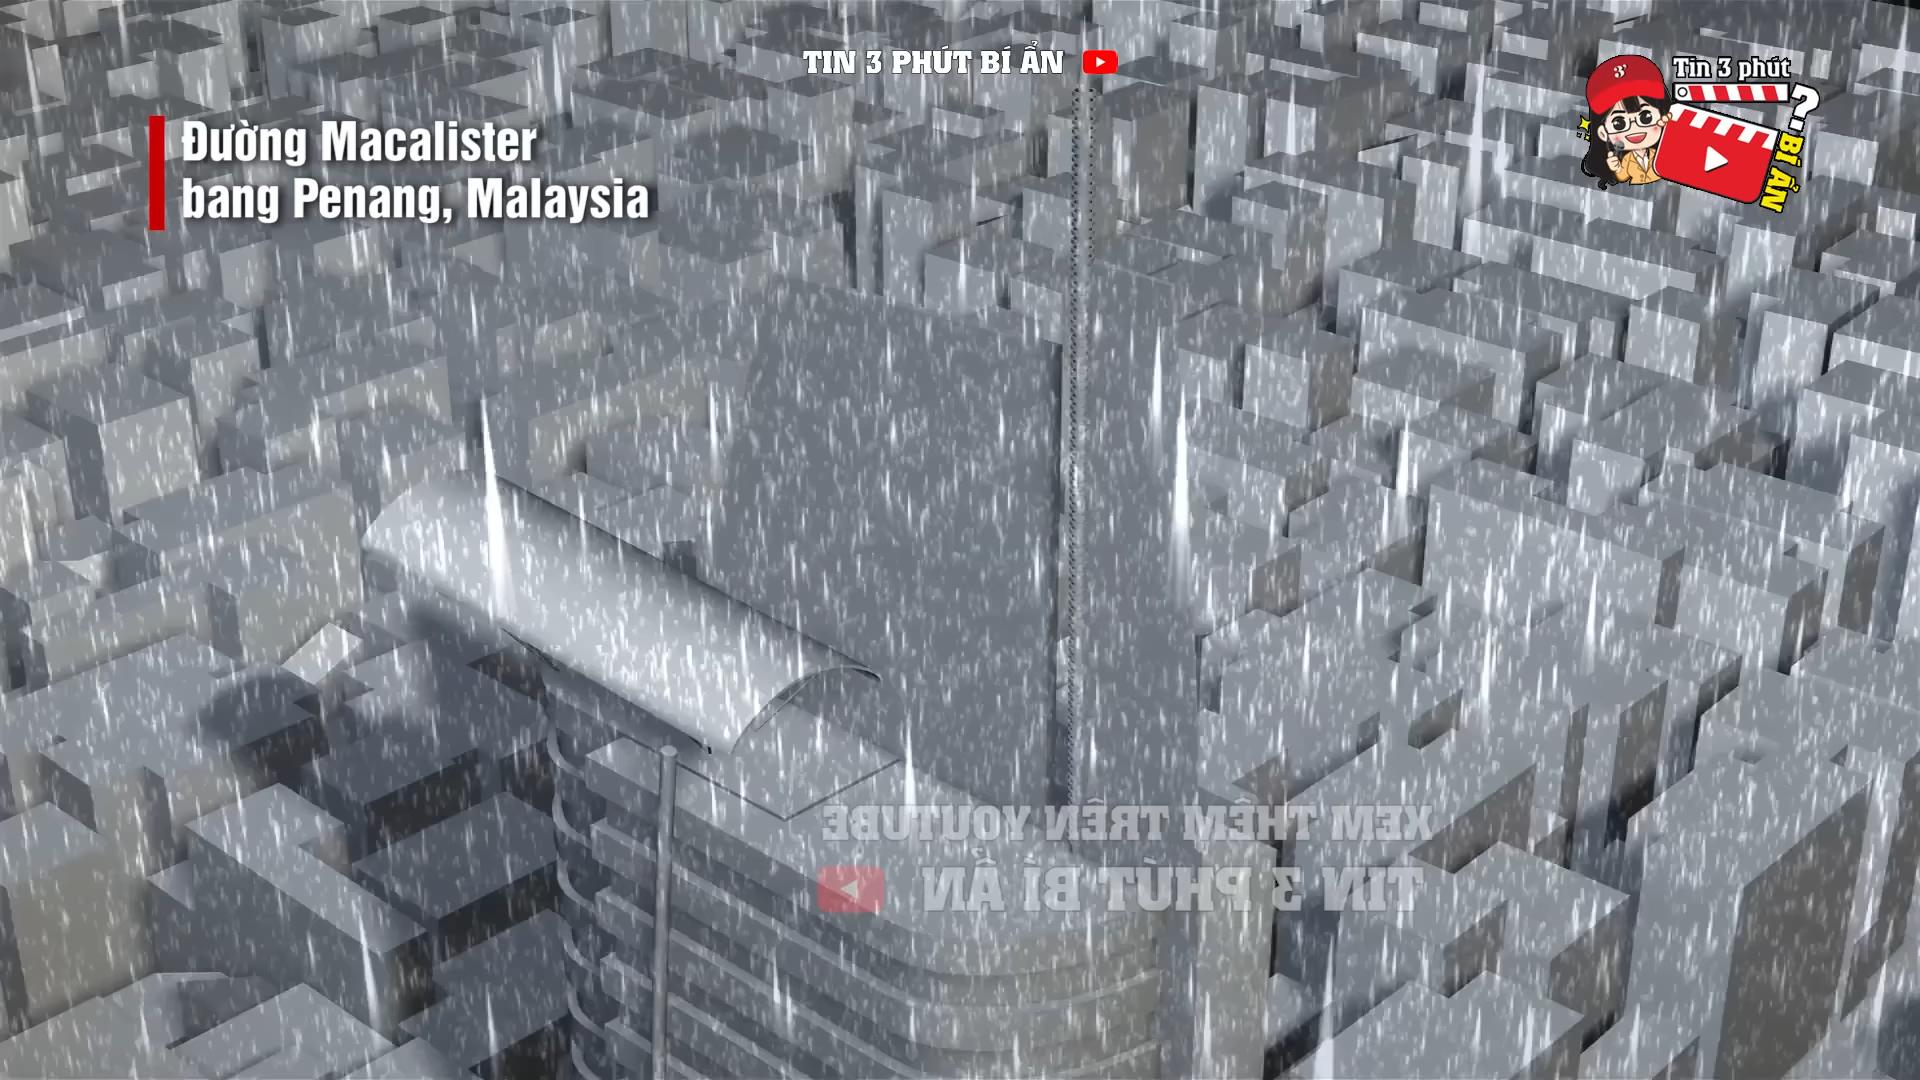 TIN 3 PHÚT BÍ ẨN
3'
Tin 3 phút
?
BÍ ẨN
Đường Macalister
bang Penang, Malaysia
XEM THÊM TRÊN YOUTUBE
TIN 3 PHÚT BÍ ẨN